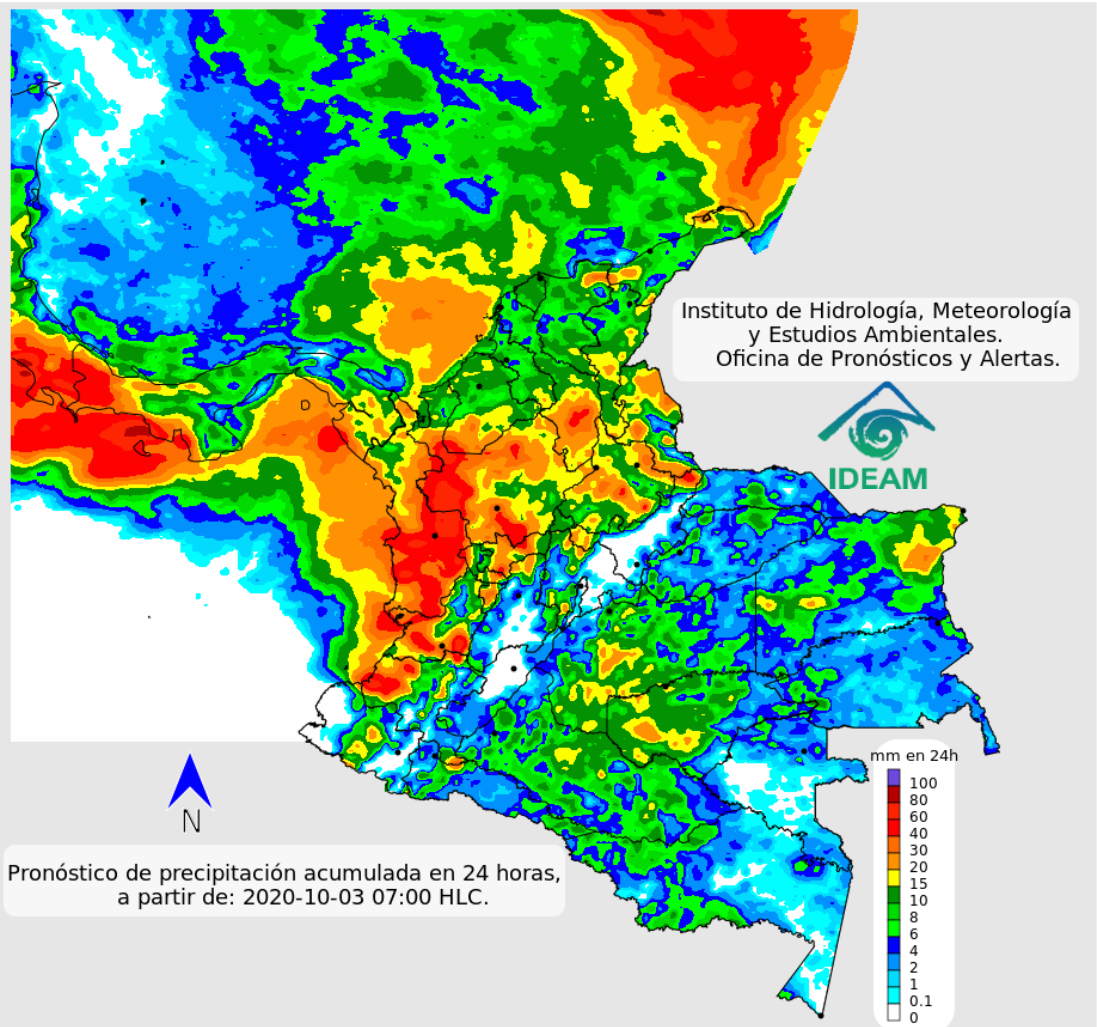 Instituto de Hidrología, Meteorología
y Estudios Ambientales.
Oficina de Pronósticos y Alertas.
IDEAM
mm en 24h
100
80
60
40
30
20
15
10
8
6
4
2
1
0.1
0
N
Pronóstico de precipitación acumulada en 24 horas,
a partir de: 2020-10-03 07:00 HLC.